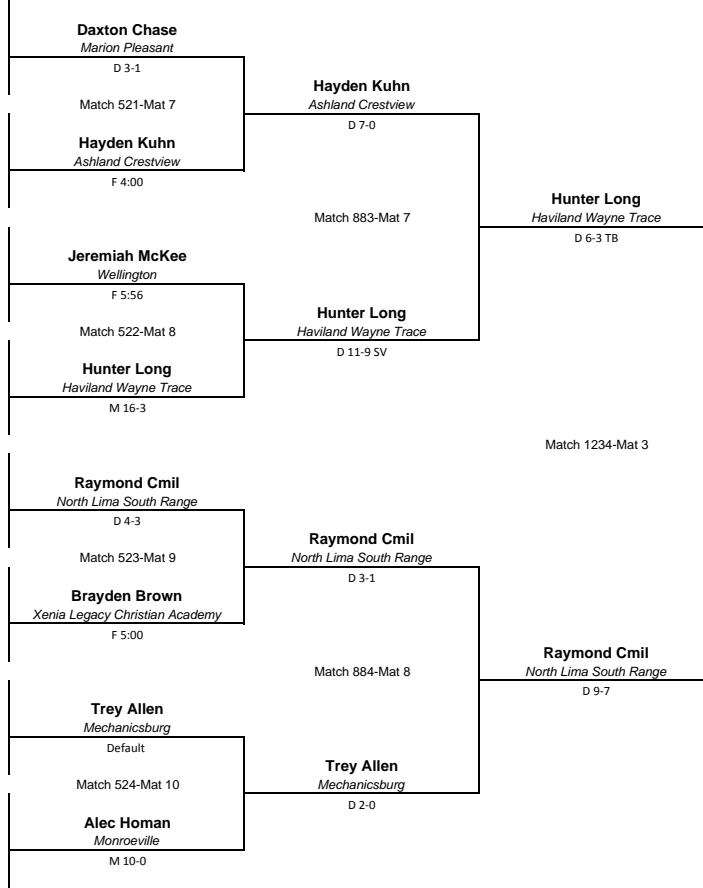 Daxton Chase
Marion Pleasant
D 3-1
Match 521-Mat 7
Hayden Kuhn
Ashland Crestview
F 4:00
Jeremiah McKee
Wellington
F 5:56
Match 522-Mat 8
Hunter Long
Haviland Wayne Trace
M 16-3
Raymond Cmil
North Lima South Range
D 4-3
Match 523-Mat 9
Brayden Brown
Xenia Legacy Christian Academy
F 5:00
Trey Allen
Mechanicsburg
Default
Match 524-Mat 10
Alec Homan
Monroeville
M 10-0
Hayden Kuhn
Ashland Crestview
D 7-0
Match 883-Mat 7
Hunter Long
Haviland Wayne Trace
D 11-9 SV
Raymond Cmil
North Lima South Range
D 3-1
Match 884-Mat 8
Trey Allen
Mechanicsburg
D 2-0
Hunter Long
Haviland Wayne Trace
D 6-3 TB
Match 1234-Mat 3
Raymond Cmil
North Lima South Range
D 9-7